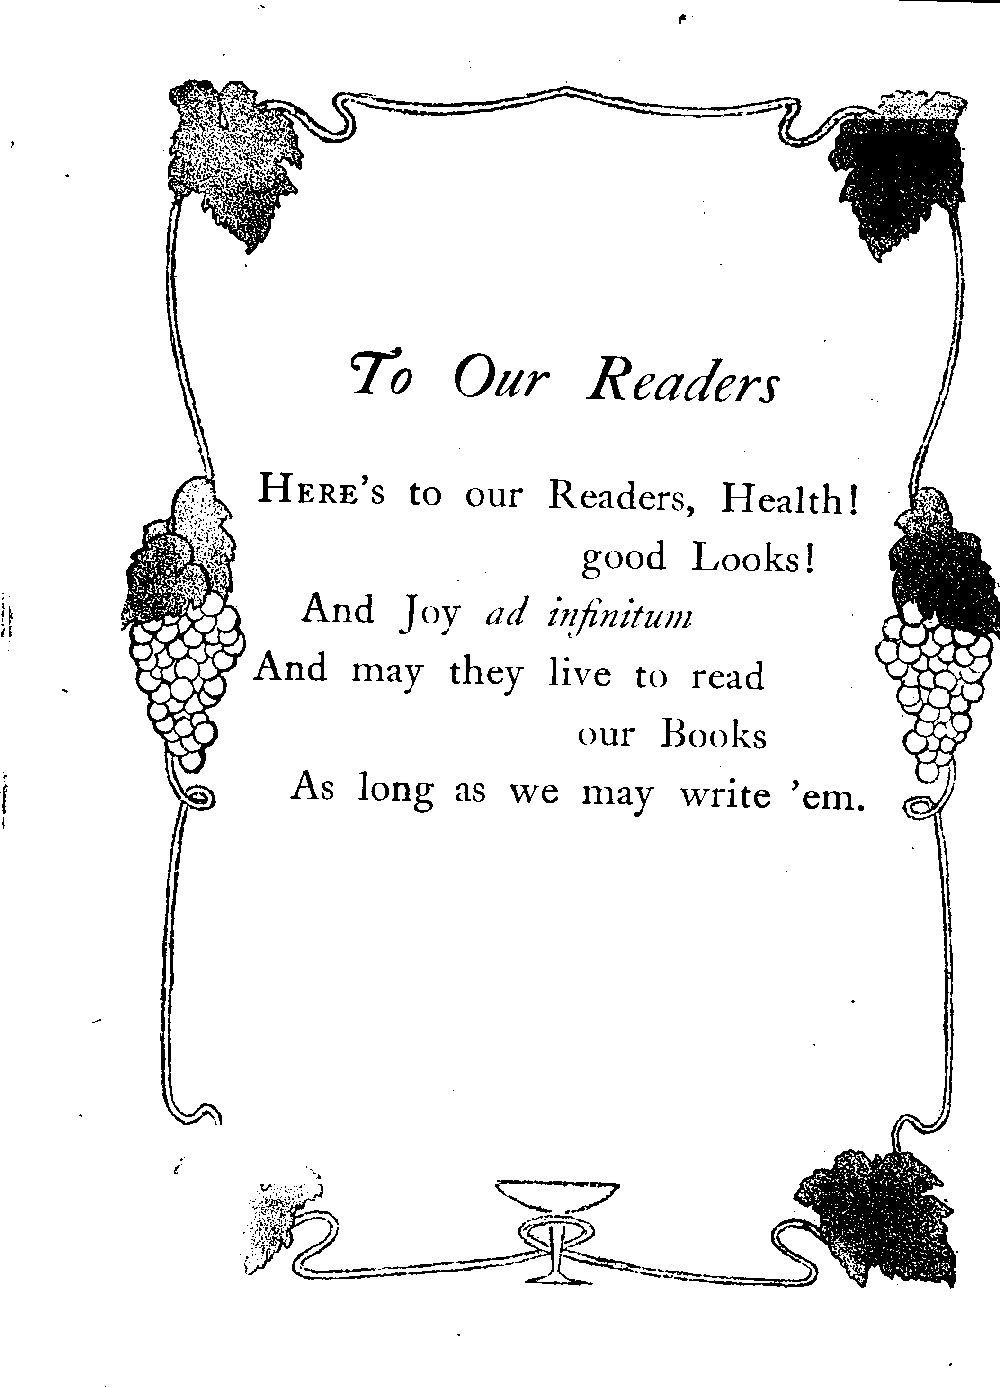 To Our Readers
HERE'S to our Readers, Health!
good Looks!
And Joy ad infinitum
And may they live to read
our Books
As long as we may write 'em.